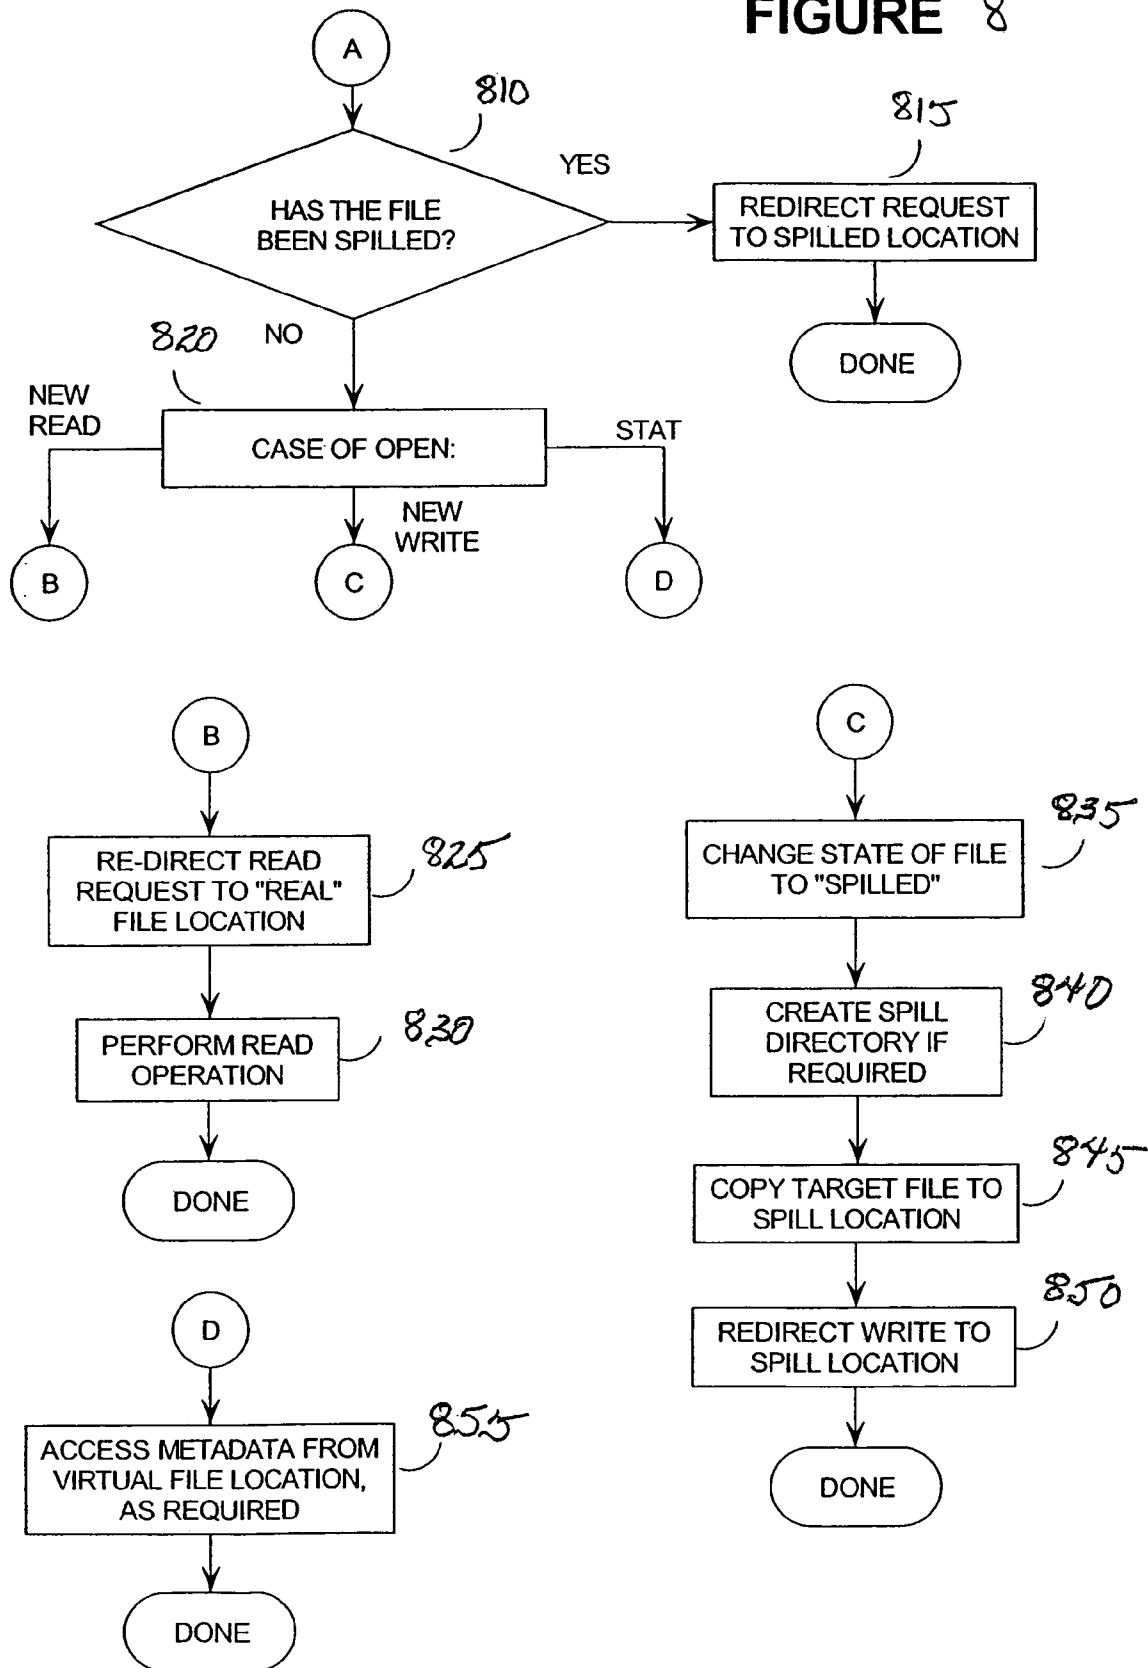 FIGURE 8
A
810
815
YES
HAS THE FILE
BEEN SPILLED?
REDIRECT REQUEST
TO SPILLED LOCATION
820
NO
DONE
NEW
READ
CASE OF OPEN:
STAT
NEW
WRITE
B
C
D
B
RE-DIRECT READ
REQUEST TO "REAL"
FILE LOCATION
825
PERFORM READ
OPERATION
830
DONE
C
CHANGE STATE OF FILE
TO "SPILLED"
835
CREATE SPILL
DIRECTORY IF
REQUIRED
840
COPY TARGET FILE TO
SPILL LOCATION
845
REDIRECT WRITE TO
SPILL LOCATION
850
DONE
D
ACCESS METADATA FROM
VIRTUAL FILE LOCATION,
AS REQUIRED
855
DONE